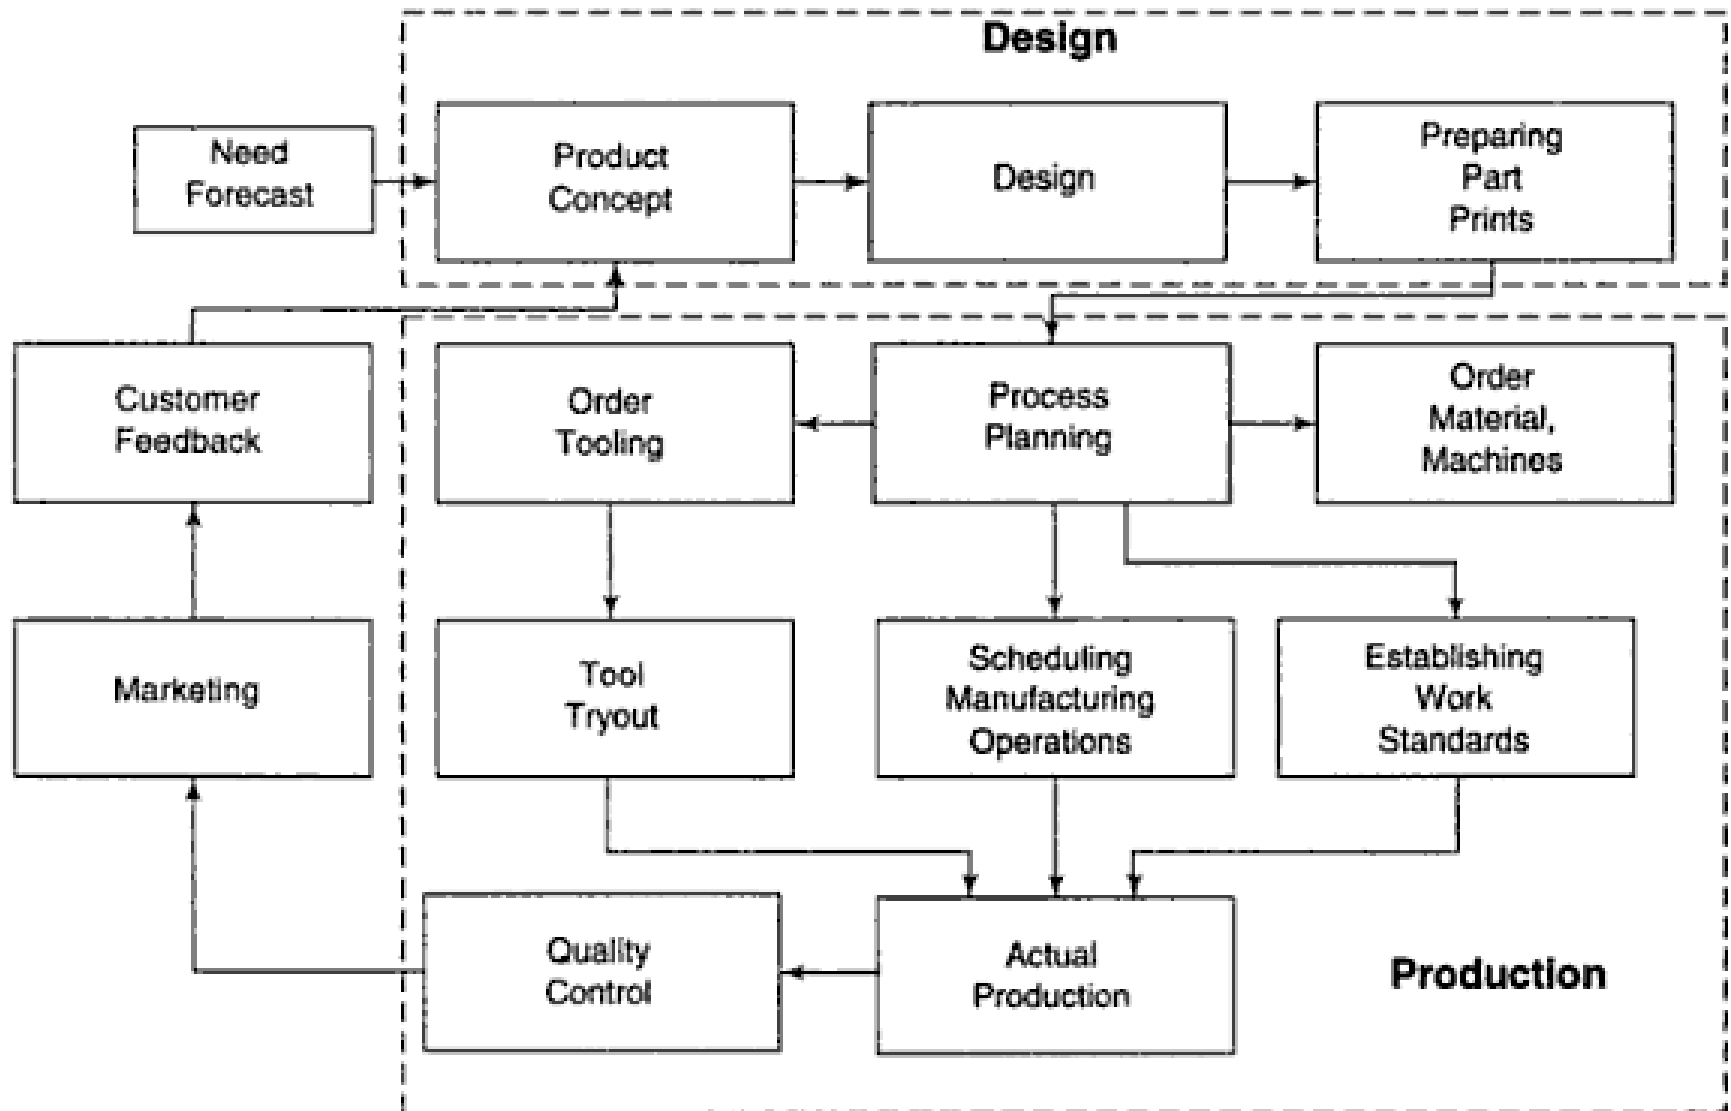 Design
Need
Forecast
Product
Concept
Design
Preparing
Part
Prints
Customer
Feedback
Order
Tooling
Process
Planning
Order
Material,
Machines
Marketing
Tool
Tryout
Scheduling
Manufacturing
Operations
Establishing
Work
Standards
Quality
Control
Actual
Production
Production